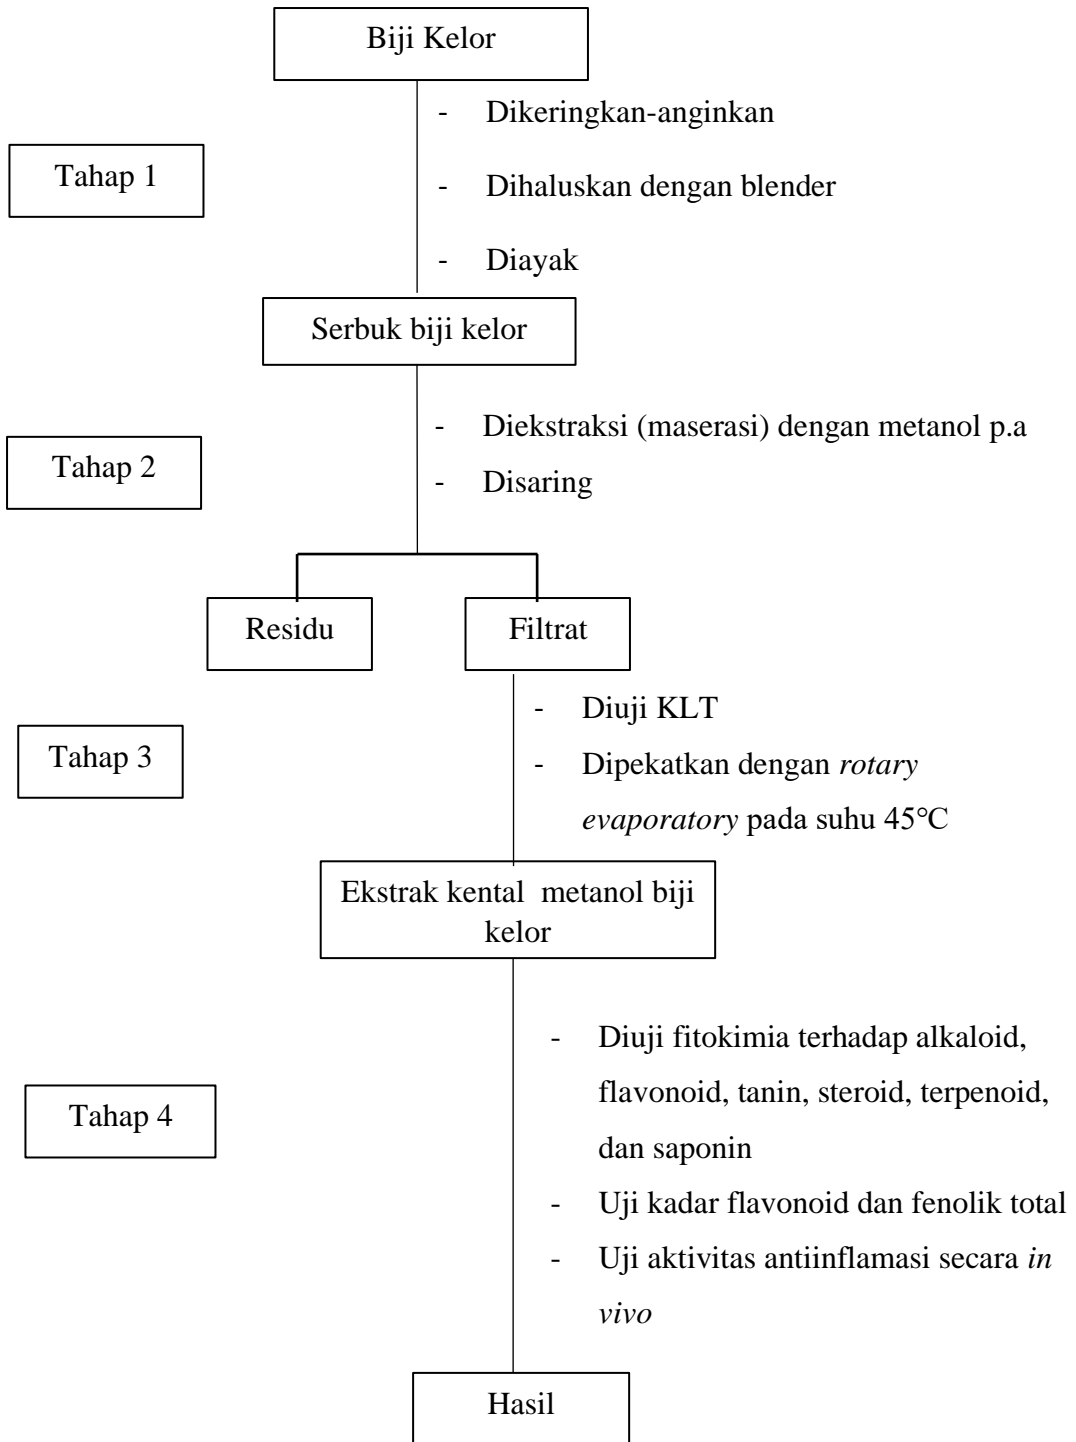 Biji Kelor
- Dikeringkan-anginkan
Tahap 1
- Dihaluskan dengan blender
- Diayak
Serbuk biji kelor
- Diekstraksi (maserasi) dengan metanol p.a
Tahap 2
- Disaring
Residu
Filtrat
- Diuji KLT
Tahap 3
- Dipekatkan dengan rotary
evaporatory pada suhu 45°C
Ekstrak kental metanol biji
kelor
- Diuji fitokimia terhadap alkaloid,
flavonoid, tanin, steroid, terpenoid,
Tahap 4
dan saponin
- Uji kadar flavonoid dan fenolik total
- Uji aktivitas antiinflamasi secara in
vivo
Hasil